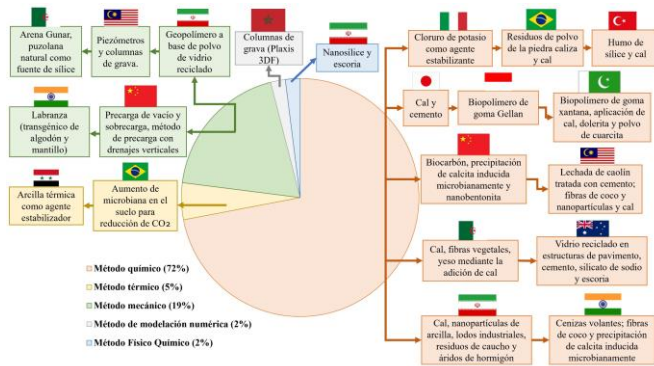 Arena Gunar,
puzolana
natural como
fuente de sílice
Piezómetros
y columnas
de grava.
Geopolímero a
base de polvo
de vidrio
reciclado
Columnas de
grava (Plaxis
3DF)
Nanosílice y
escoria
Labranza
(transgénico de
algodón y
mantillo)
Precarga de vacío y
sobrecarga, método
de precarga con
drenajes verticales
Arcilla térmica
como agente
estabilizador
Aumento de
microbiana en el
suelo para
reducción de CO2
Método químico (72%)
Método térmico (5%)
Método mecánico (19%)
Método de modelación numérica (2%)
Método Físico Químico (2%)
Cloruro de potasio
como agente
estabilizante
Residuos de polvo
de la piedra caliza y
cal
Humo de
sílice y cal
Cal y
cemento
Biopolímero de
goma Gellan
Biopolímero de goma
xantana, aplicación de
cal, dolerita y polvo de
cuarcita
Biocarbón, precipitación
de calcita inducida
microbianamente y
nanobentonita
Lechada de caolín
tratada con cemento;
fibras de coco y
nanopartículas y cal
Cal, fibras vegetales,
yeso mediante la
adición de cal
Vidrio reciclado en
estructuras de pavimento,
cemento, silicato de sodio y
escoria
Cal, nanopartículas de
arcilla, lodos industriales,
residuos de caucho y
áridos de hormigón
Cenizas volantes; fibras
de coco y precipitación
de calcita inducida
microbianamente